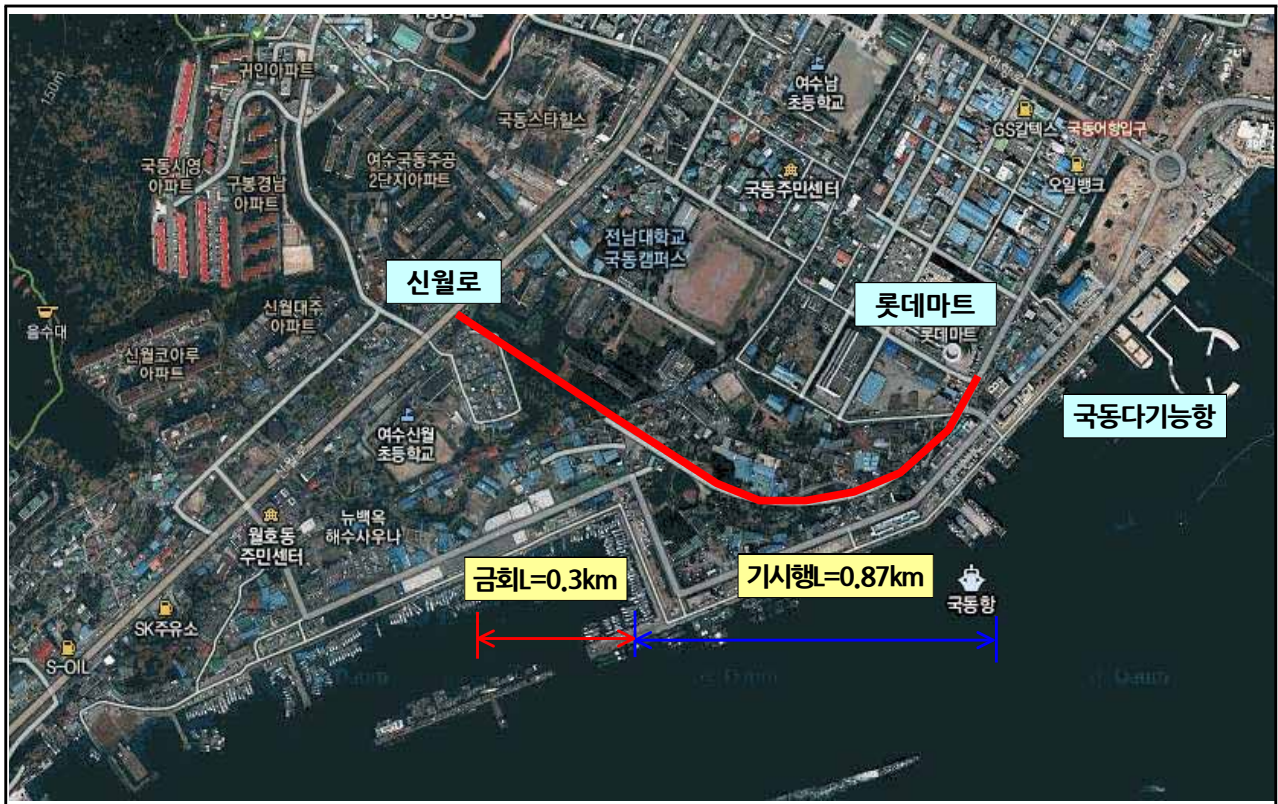 150m
귀인아파트
국동스타힐스
여수남
초등학교
GS칼텍스
국동어항입구
오일뱅크
국동시영
아파트
구봉경남
아파트
여수국동주공
2단지아파트
국동주민센터
전남대학교
국동캠퍼스
신월로
롯데마트
롯데마트
음수대
신월대주
아파트
신월코아루
아파트
국동다기능항
여수신월
초등학교
신월로
월호동
주민센터
뉴백옥
해수사우나
금회L=0.3km
기시행L=0.87km
국동항
SK주유소
S-OIL
Daum
Daum
Daum